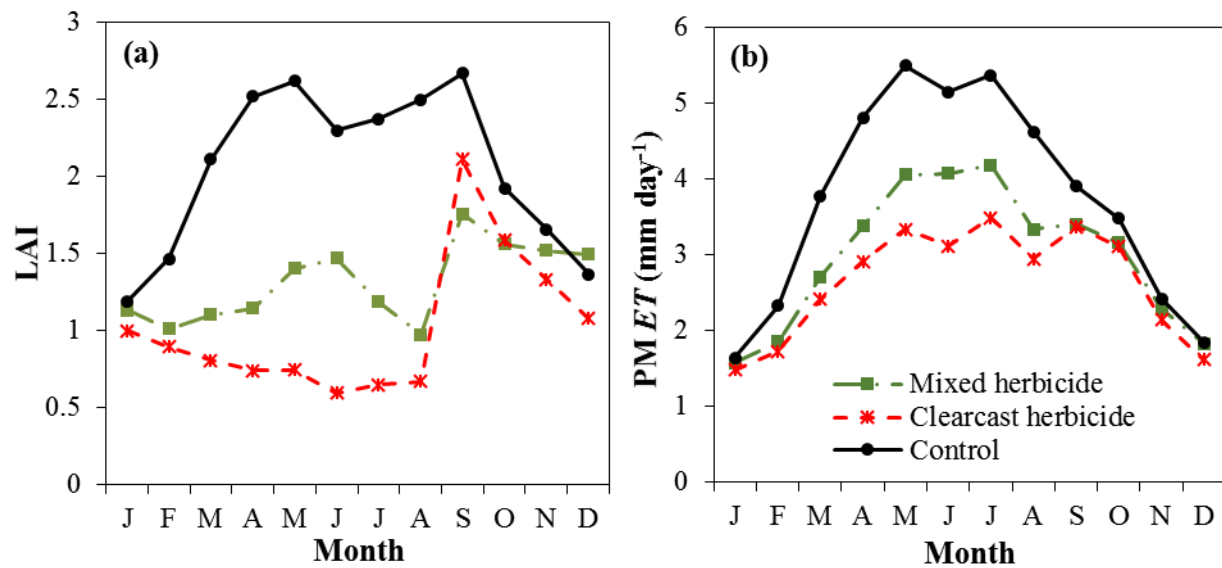 (a)
LAI
3
2.5
2
1.5
1
0.5
0
J F M A M J J A S O N D
Month
(b)
PM ET (mm day⁻¹)
6
5
4
3
2
1
0
Mixed herbicide
Clearcast herbicide
Control
J F M A M J J A S O N D
Month